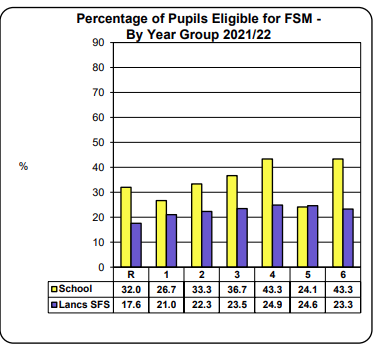 Percentage of Pupils Eligible for FSM -
By Year Group 2021/22
90
80
70
60
50
40
30
20
10
0
%
R 1 2 3 4 5 6
School 32.0 26.7 33.3 36.7 43.3 24.1 43.3
Lancs SFS 17.6 21.0 22.3 23.5 24.9 24.6 23.3